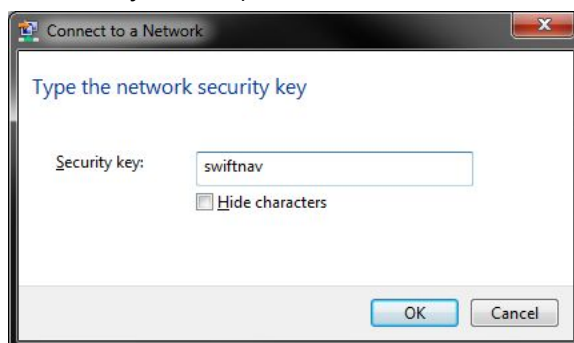 Connect to a Network
Type the network security key
Security key:
swiftnav
Hide characters
OK
Cancel